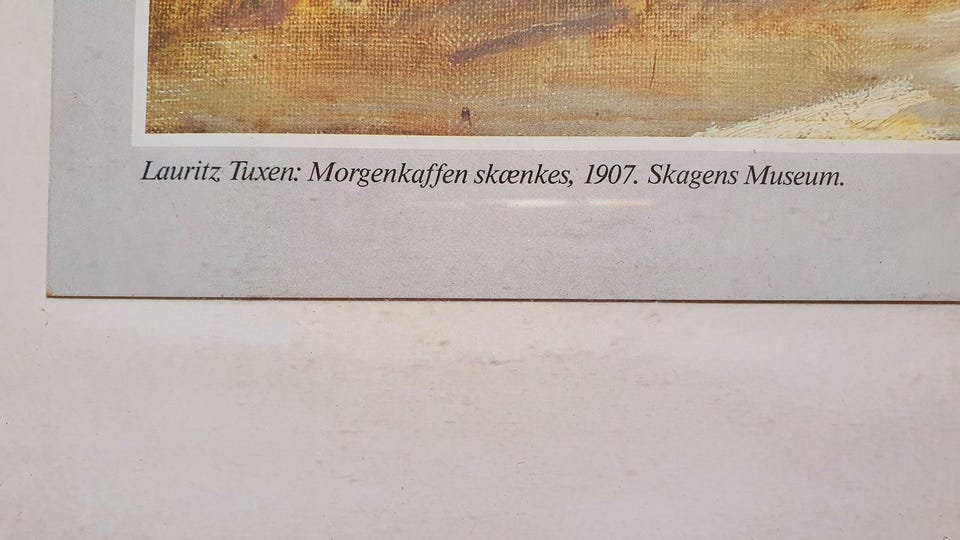 Lauritz Tuxen: Morgenkaffen skænkes, 1907. Skagens Museum.